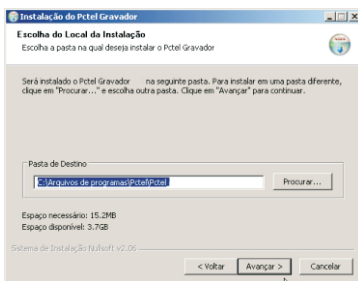 Instalação do Pctel Gravador
Escolha do Local da Instalação
Escolha a pasta na qual deseja instalar o Pctel Gravador
Será instalado o Pctel Gravador na seguinte pasta. Para instalar em uma pasta diferente,
clique em "Procurar..." e escolha outra pasta. Clique em "Avançar" para continuar.
Pasta de Destino
C:\Arquivos de programas\Pctel\Pctel
Procurar...
Espaço necessário: 15.2MB
Espaço disponível: 3.7GB
Sistema de Instalação Nullsoft v2.06
< Voltar Avançar > Cancelar